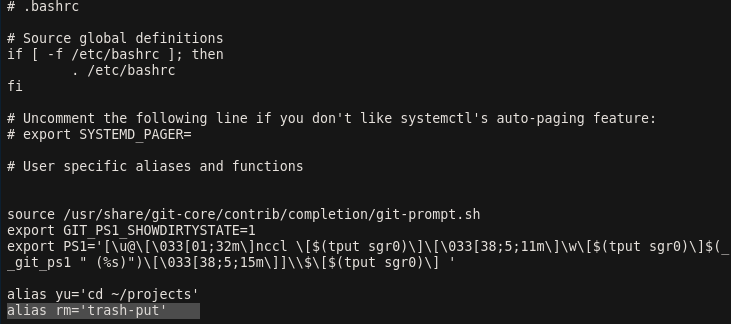 # .bashrc
# Source global definitions
if [ -f /etc/bashrc ]; then
        . /etc/bashrc
fi
# Uncomment the following line if you don't like systemctl's auto-paging feature:
# export SYSTEMD_PAGER=
# User specific aliases and functions
source /usr/share/git-core/contrib/completion/git-prompt.sh
export GIT_PS1_SHOWDIRTYSTATE=1
export PS1='[\u@\[\033[01;32m\]nccl \[$(tput sgr0)\]\[\033[38;5;11m\]\w\[$(tput sgr0)\]$(_
_git_ps1 " (%s)")\[\033[38;5;15m\]]\\$\[$(tput sgr0)\] '
alias yu='cd ~/projects'
alias rm='trash-put'